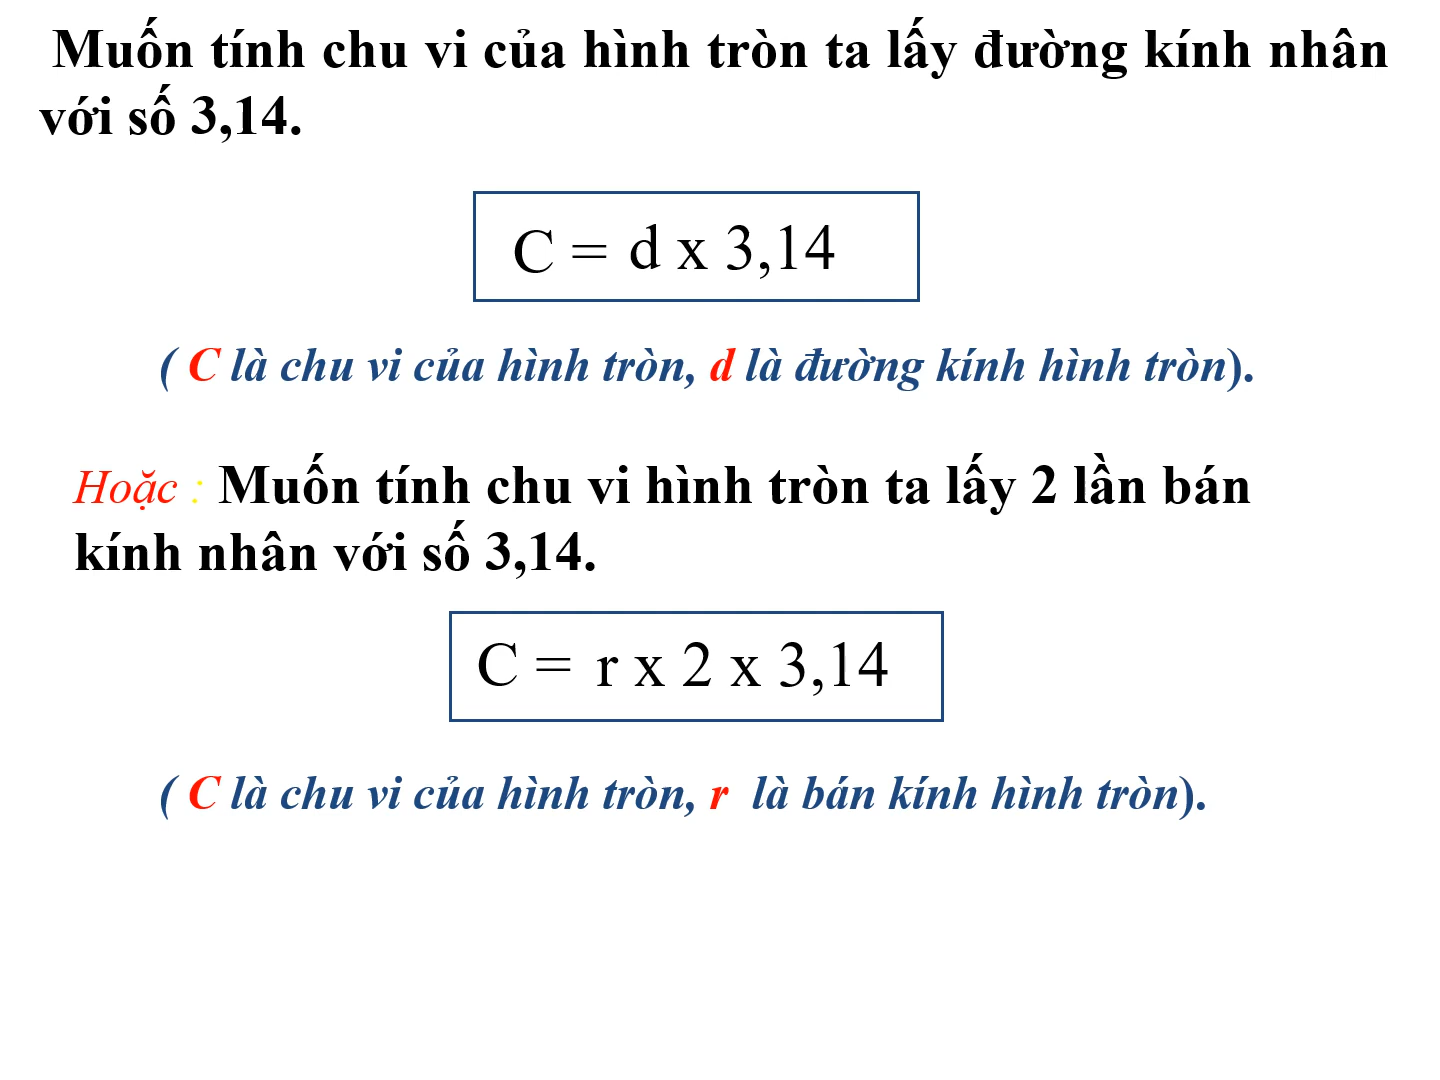 Muốn tính chu vi của hình tròn ta lấy đường kính nhân
với số 3,14.
C = d x 3,14
( C là chu vi của hình tròn, d là đường kính hình tròn).
Hoặc : Muốn tính chu vi hình tròn ta lấy 2 lần bán
kính nhân với số 3,14.
C = r x 2 x 3,14
( C là chu vi của hình tròn, r là bán kính hình tròn).